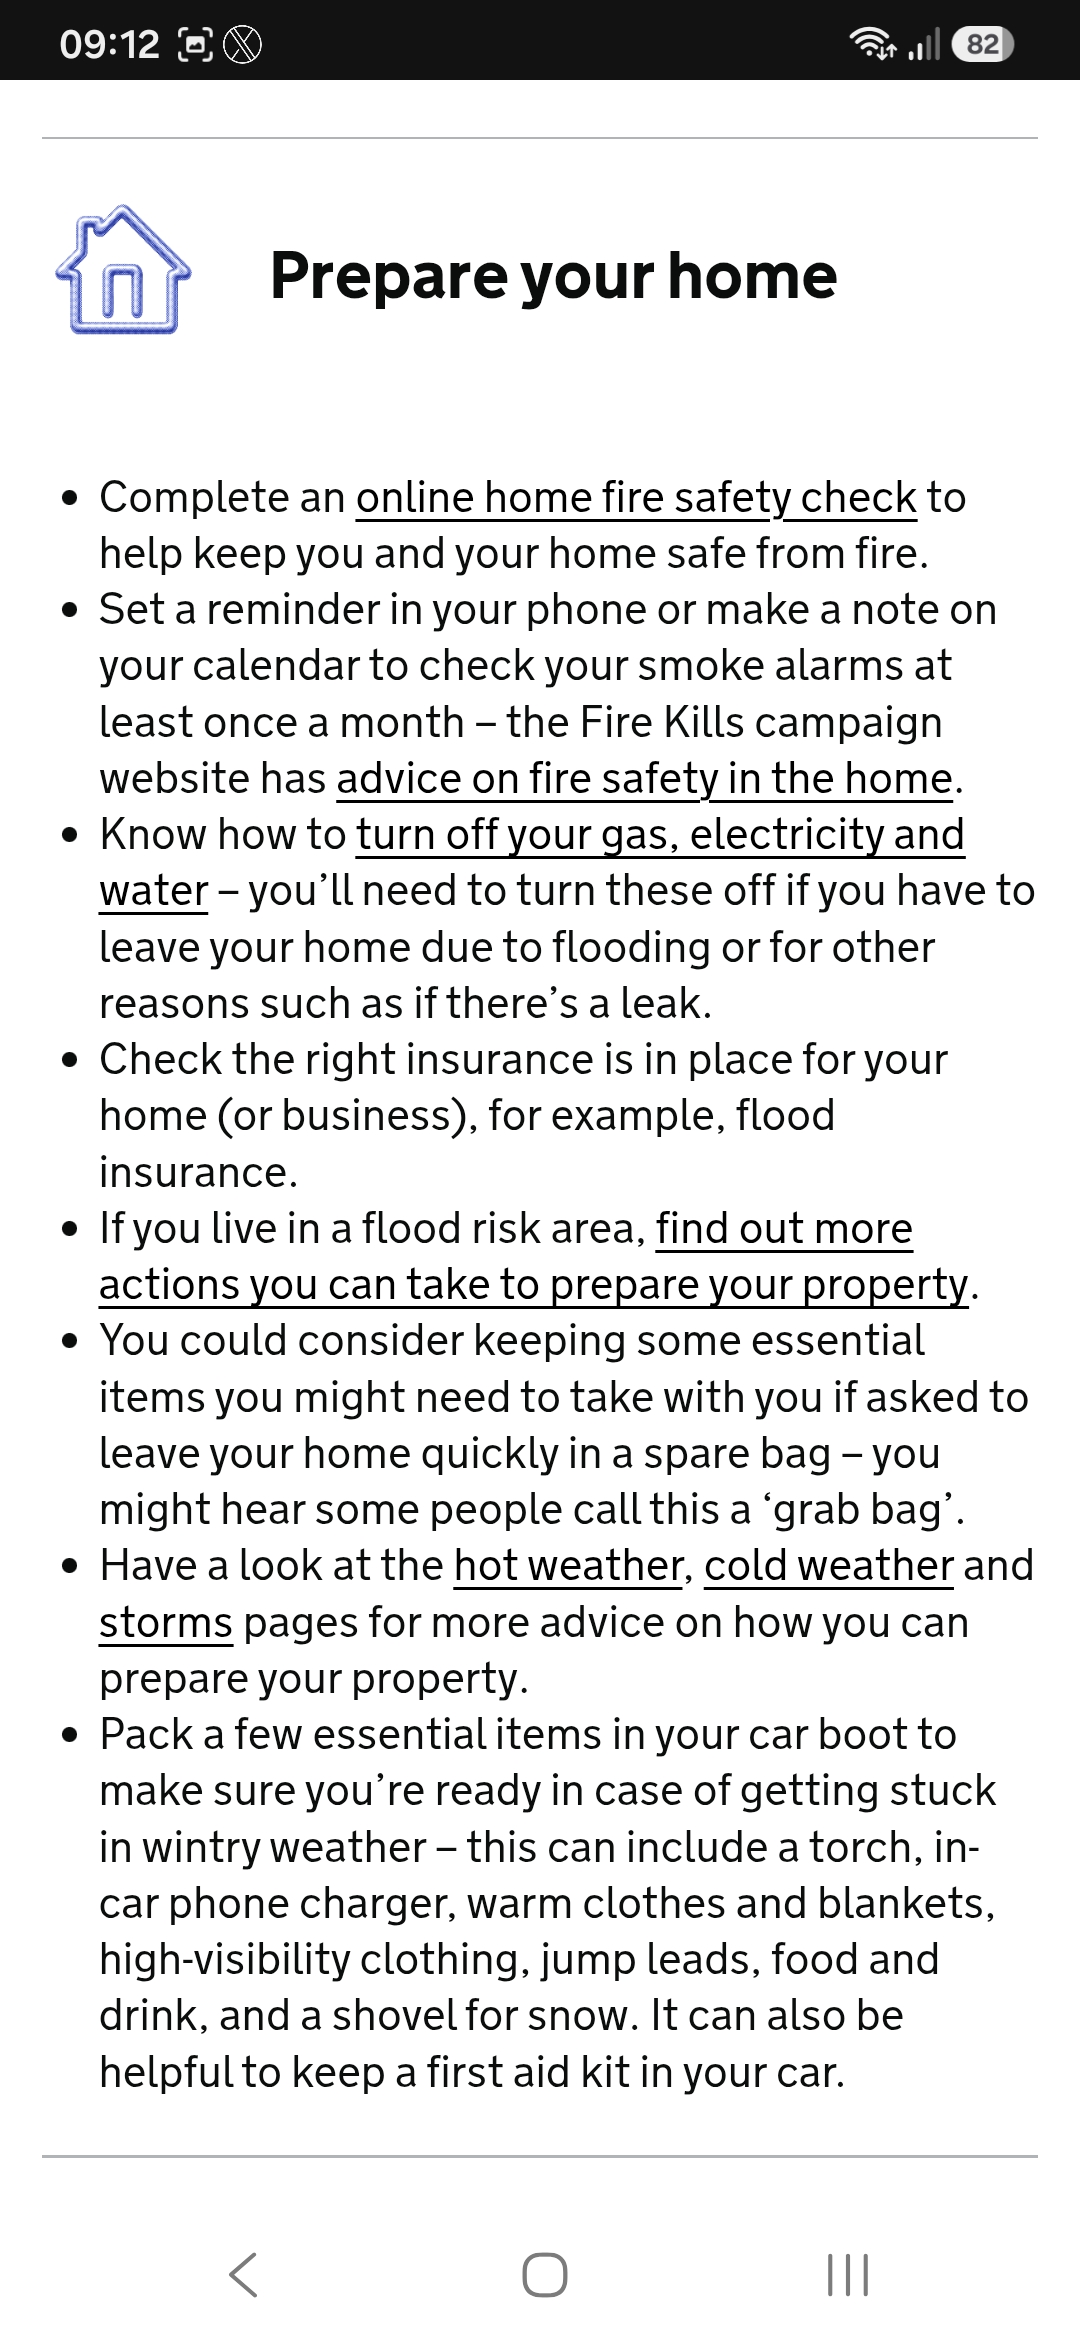 09:12
82
Prepare your home
• Complete an online home fire safety check to
help keep you and your home safe from fire.
• Set a reminder in your phone or make a note on
your calendar to check your smoke alarms at
least once a month – the Fire Kills campaign
website has advice on fire safety in the home.
• Know how to turn off your gas, electricity and
water – you’ll need to turn these off if you have to
leave your home due to flooding or for other
reasons such as if there’s a leak.
• Check the right insurance is in place for your
home (or business), for example, flood
insurance.
• If you live in a flood risk area, find out more
actions you can take to prepare your property.
• You could consider keeping some essential
items you might need to take with you if asked to
leave your home quickly in a spare bag – you
might hear some people call this a ‘grab bag’.
• Have a look at the hot weather, cold weather and
storms pages for more advice on how you can
prepare your property.
• Pack a few essential items in your car boot to
make sure you’re ready in case of getting stuck
in wintry weather – this can include a torch, in-
car phone charger, warm clothes and blankets,
high-visibility clothing, jump leads, food and
drink, and a shovel for snow. It can also be
helpful to keep a first aid kit in your car.